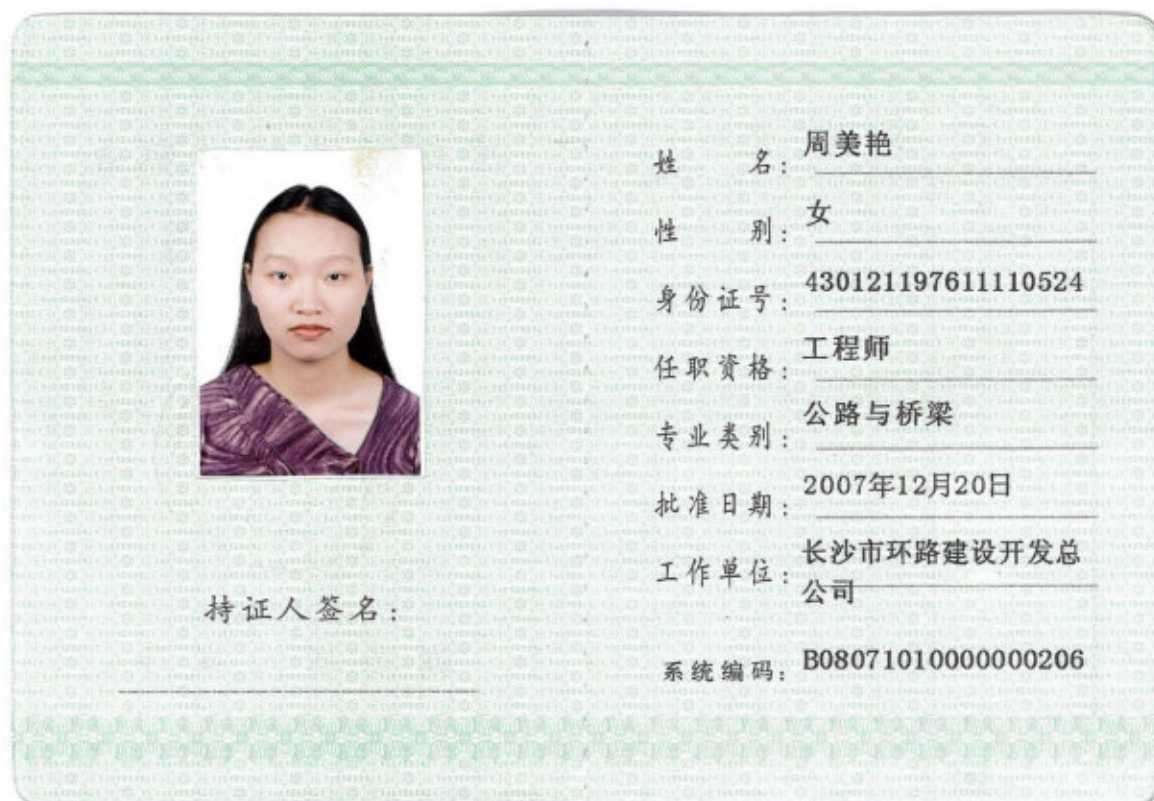 姓名：周美艳
性别：女
身份证号：430121197611110524
任职资格：工程师
专业类别：公路与桥梁
批准日期：2007年12月20日
工作单位：长沙市环路建设开发总
公司
持证人签名：
系统编码：B08071010000000206